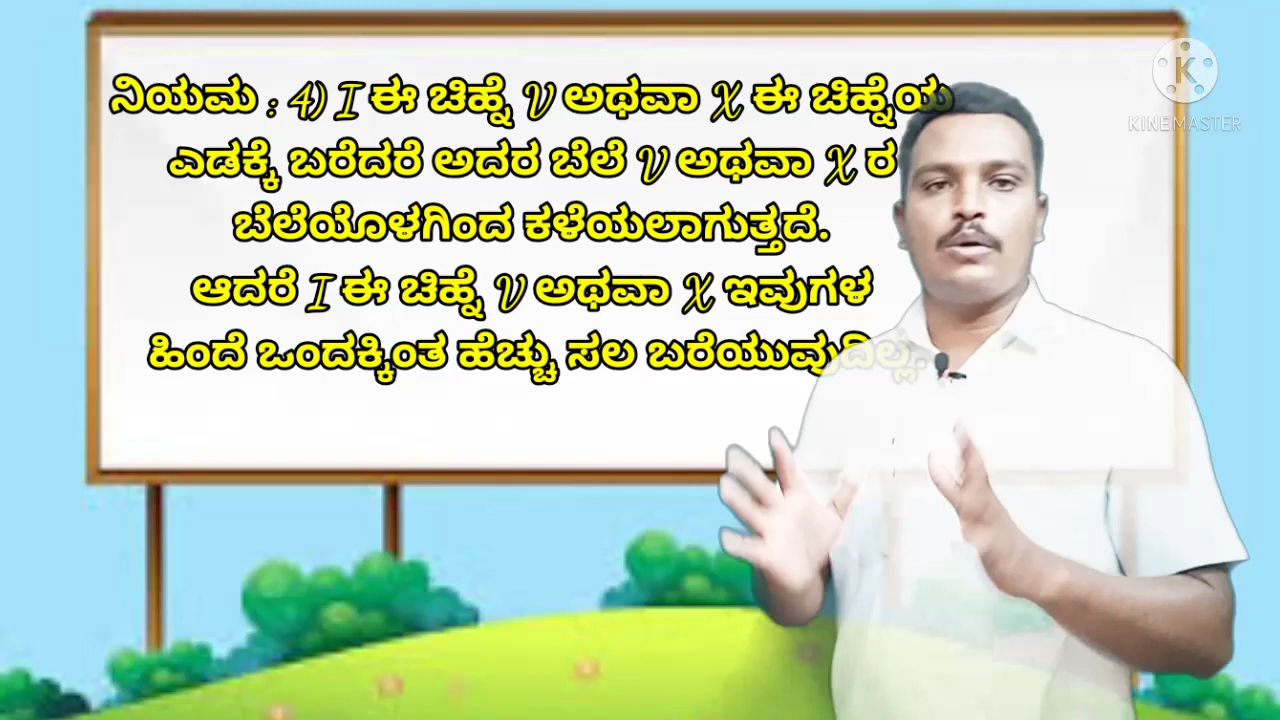 ನಿಯಮ : 4) I ಈ ಚಿಹ್ನೆ V ಅಥವಾ X ಈ ಚಿಹ್ನೆಯ
ಎಡಕ್ಕೆ ಬರೆದರೆ ಅದರ ಬೆಲೆ V ಅಥವಾ X ರ
ಬೆಲೆಯೊಳಗಿಂದ ಕಳೆಯಲಾಗುತ್ತದೆ.
ಆದರೆ I ಈ ಚಿಹ್ನೆ V ಅಥವಾ X ಇವುಗಳ
ಹಿಂದೆ ಒಂದಕ್ಕಿಂತ ಹೆಚ್ಚು ಸಲ ಬರೆಯುವುದಿಲ್ಲ.
K
KINEMASTER